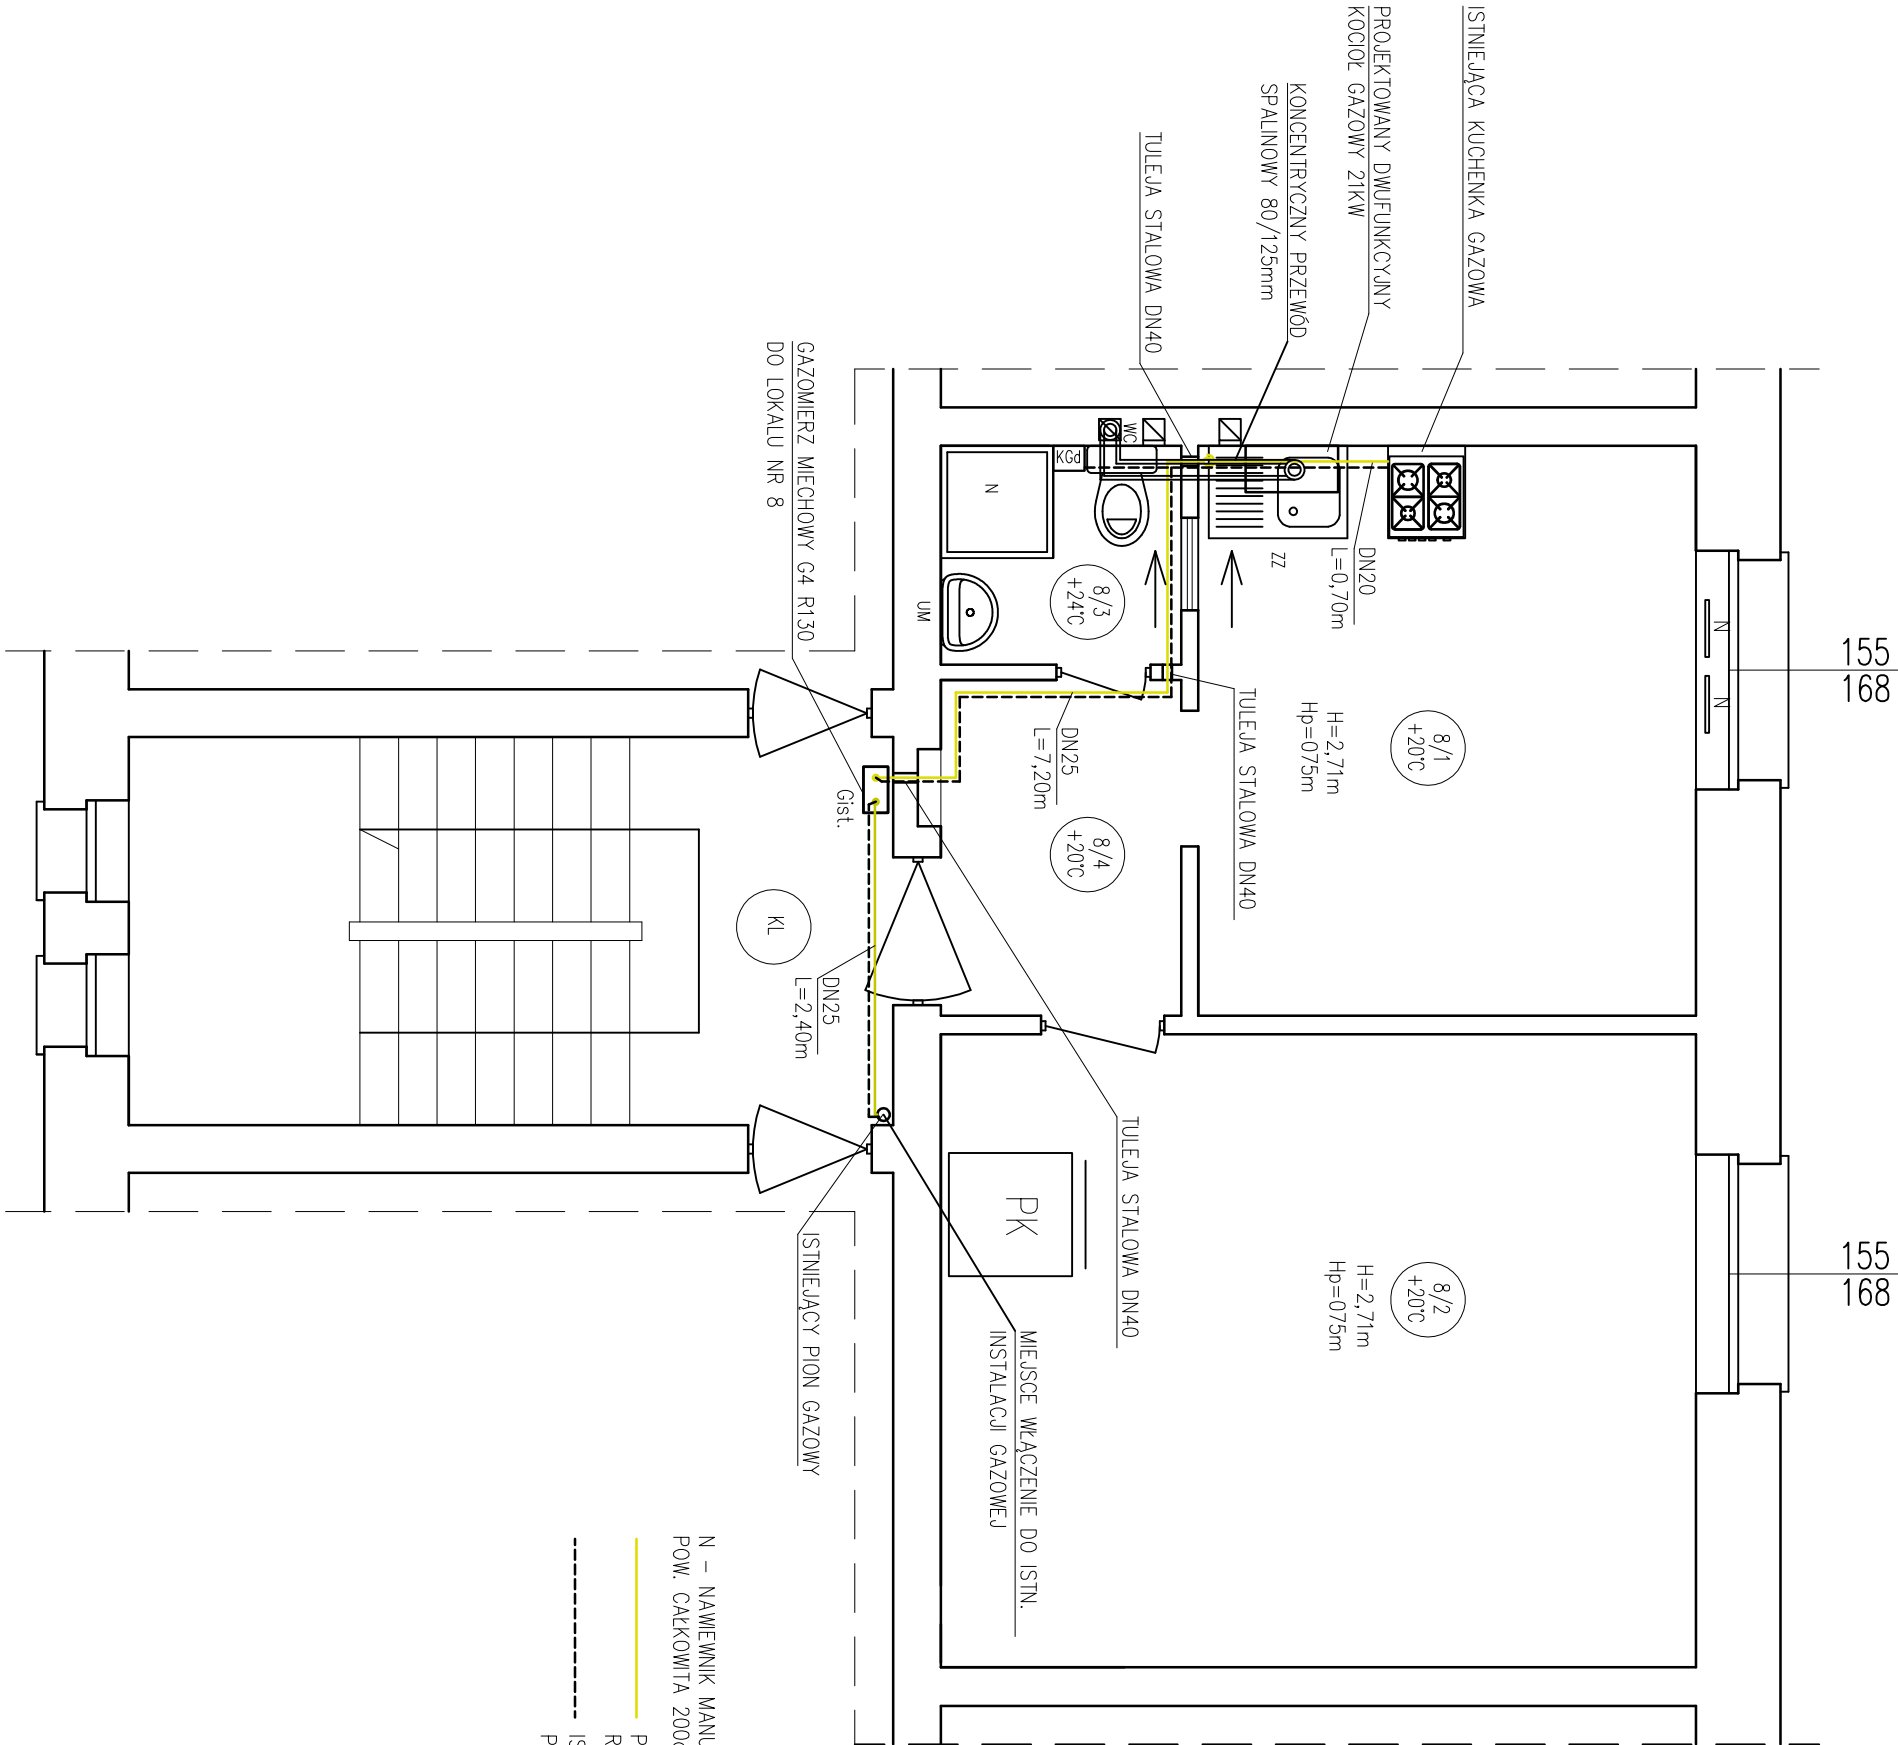 ISTNIEJĄCA KUCHENKA GAZOWA
PROJEKTOWANY DWUFUNKCYJNY
KOCIOŁ GAZOWY 21KW
KONCENTRYCZNY PRZEWÓD
SPALINOWY 80/125mm
TULEJA STALOWA DN40
GAZOMIERZ MIECHOWY G4 R130
DO LOKALU NR 8
WC
KGd
N
UM
ZZ
8/3
+24°C
DN20
L=0,70m
N
N
155
168
8/1
+20°C
H=2,71m
Hp=075m
TULEJA STALOWA DN40
DN25
L=7,20m
8/4
+20°C
Gist.
KL
DN25
L=2,40m
TULEJA STALOWA DN40
PK
8/2
+20°C
H=2,71m
Hp=075m
155
168
ISTNIEJĄCY PION GAZOWY
MIEJSCE WŁĄCZENIE DO ISTN.
INSTALACJI GAZOWEJ
N – NAWIEWNIK
POW. CAŁKOWITA